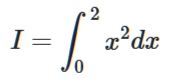 I = ∫₀² x²dx